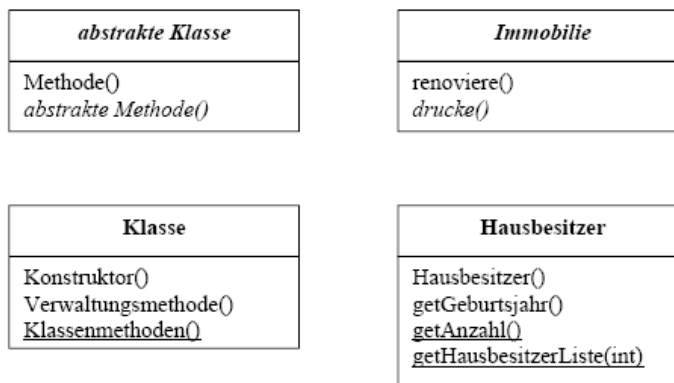 abstrakte Klasse
Methode()
abstrakte Methode()
Immobilie
renoviere()
drucke()
Klasse
Konstruktor()
Verwaltungsmethode()
Klassenmethoden()
Hausbesitzer
Hausbesitzer()
getGeburtsjahr()
getAnzahl()
getHausbesitzerListe(int)